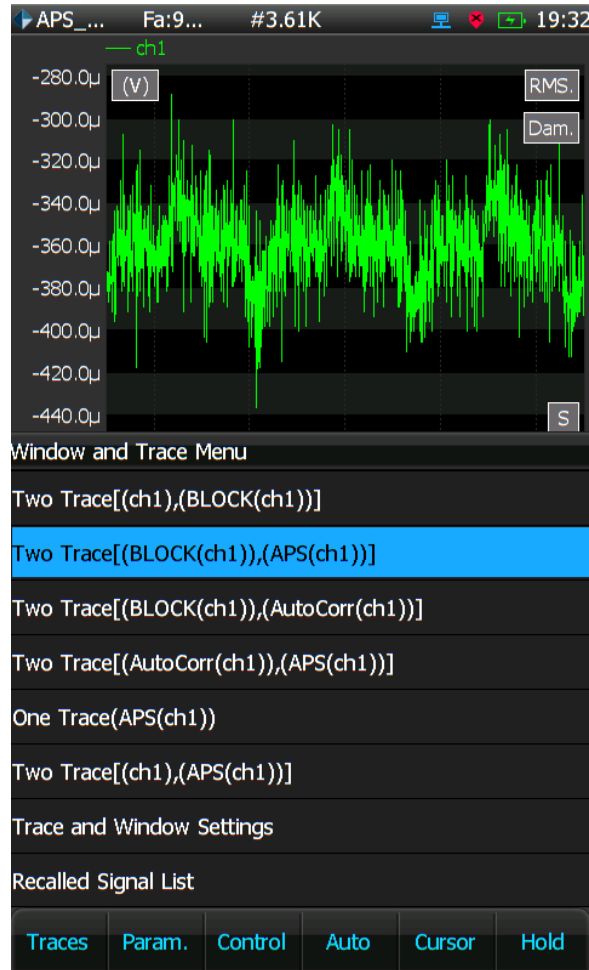 APS_... Fa:9... #3.61K 19:32
ch1
-280.0µ (V) RMS.
-300.0µ Dam.
-320.0µ
-340.0µ
-360.0µ
-380.0µ
-400.0µ
-420.0µ
-440.0µ S
Window and Trace Menu
Two Trace[(ch1),(BLOCK(ch1))]
Two Trace[(BLOCK(ch1)),(APS(ch1))]
Two Trace[(BLOCK(ch1)),(AutoCorr(ch1))]
Two Trace[(AutoCorr(ch1)),(APS(ch1))]
One Trace(APS(ch1))
Two Trace[(ch1),(APS(ch1))]
Trace and Window Settings
Recalled Signal List
Traces Param. Control Auto Cursor Hold